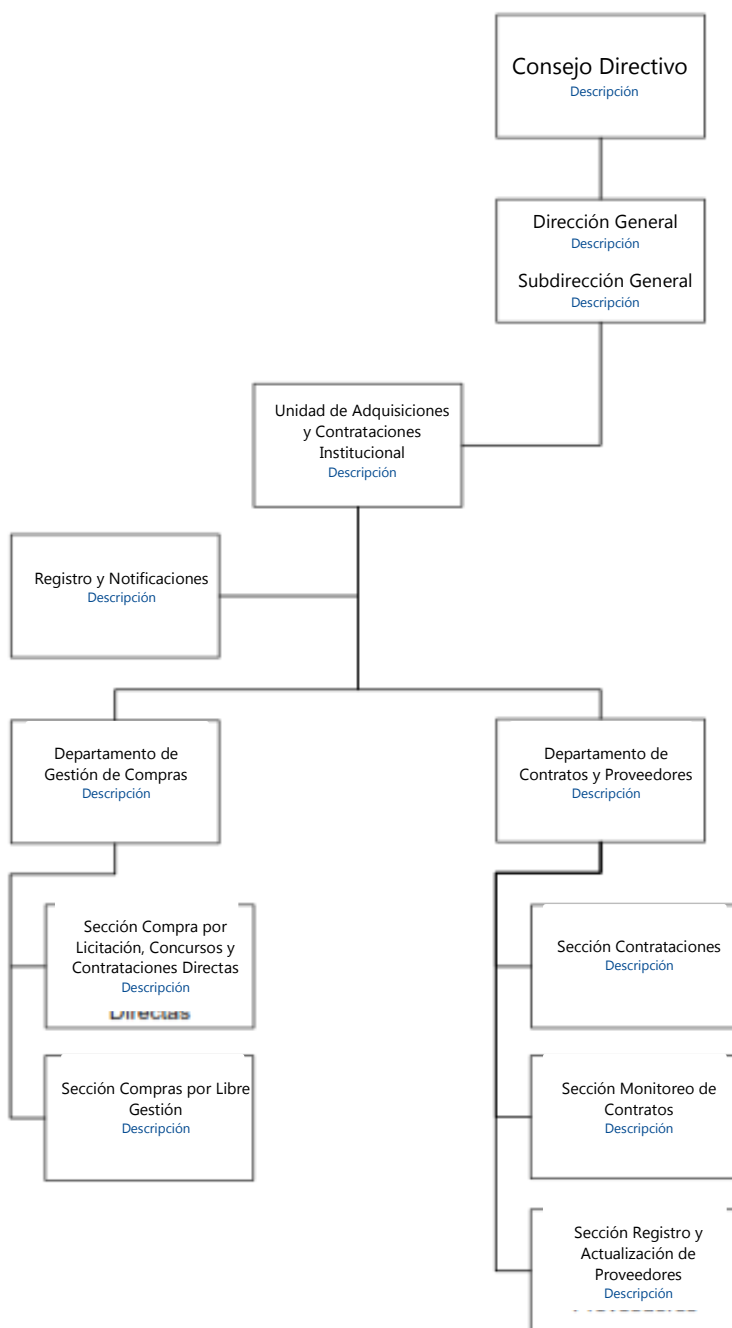 Consejo Directivo
Descripción
Dirección General
Descripción
Subdirección General
Descripción
Unidad de Adquisiciones
y Contrataciones
Institucional
Descripción
Registro y Notificaciones
Descripción
Departamento de
Gestión de Compras
Descripción
Departamento de
Contratos y Proveedores
Descripción
Sección Compra por
Licitación, Concursos y
Contrataciones Directas
Descripción
Directas
Sección Contrataciones
Descripción
Sección Compras por Libre
Gestión
Descripción
Sección Monitoreo de
Contratos
Descripción
Sección Registro y
Actualización de
Proveedores
Descripción